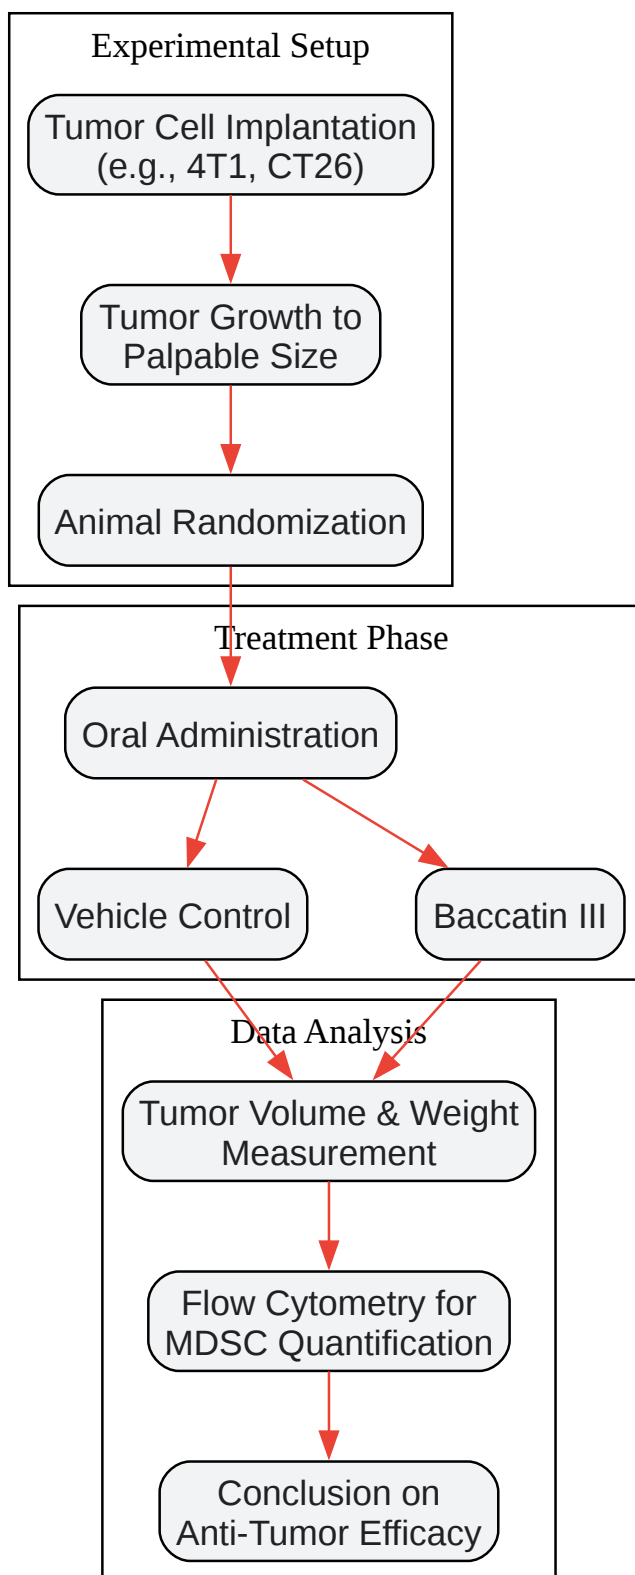 Experimental Setup
Tumor Cell Implantation
(e.g., 4T1, CT26)
Tumor Growth to
Palpable Size
Animal Randomization
Treatment Phase
Oral Administration
Vehicle Control
Baccatin III
Data Analysis
Tumor Volume & Weight
Measurement
Flow Cytometry for
MDSC Quantification
Conclusion on
Anti-Tumor Efficacy